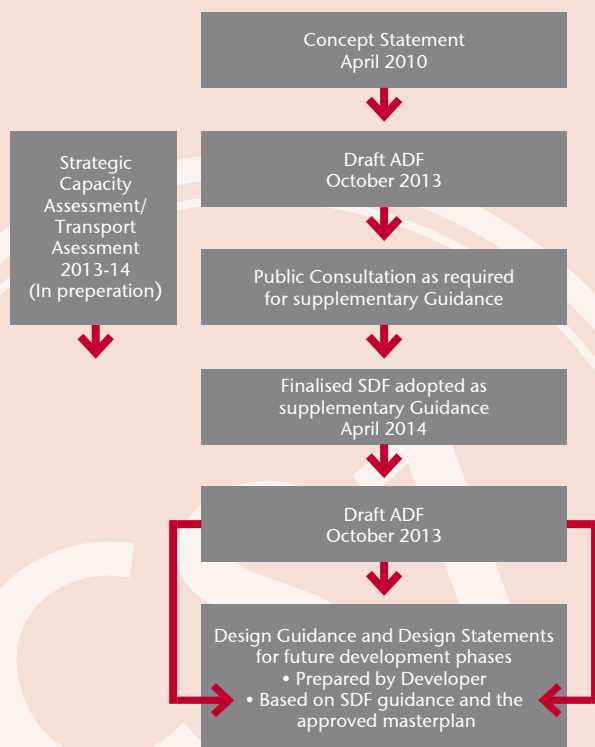 Concept Statement
April 2010
Strategic
Capacity
Assessment/
Transport
Asessment
2013-14
(In preperation)
Draft ADF
October 2013
Public Consultation as required
for supplementary Guidance
Finalised SDF adopted as
supplementary Guidance
April 2014
Draft ADF
October 2013
Design Guidance and Design Statements
for future development phases
• Prepared by Developer
• Based on SDF guidance and the
approved masterplan